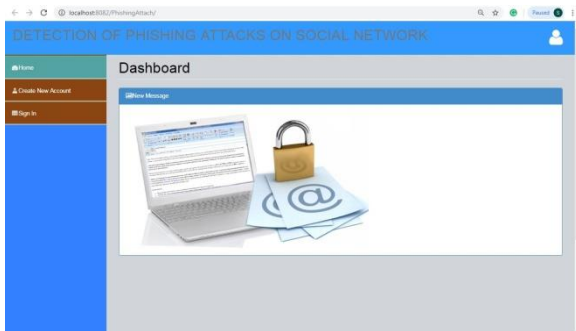 localhost:8082/PhishingAttach/
Paused
DETECTION OF PHISHING ATTACKS ON SOCIAL NETWORK
Home
Dashboard
Create New Account
New Message
Sign In
@
@